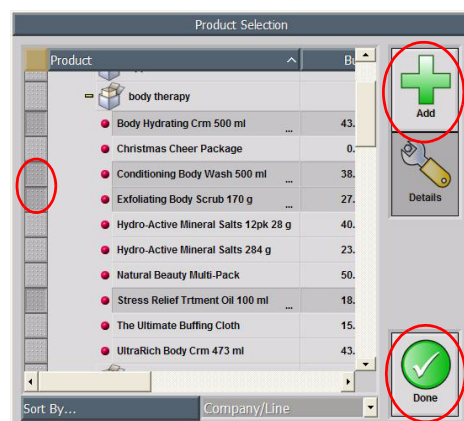 Product Selection
Product
Bu
body therapy
Body Hydrating Crm 500 ml ... 43.
Christmas Cheer Package 0.
Conditioning Body Wash 500 ml ... 38.
Exfoliating Body Scrub 170 g ... 27.
Hydro-Active Mineral Salts 12pk 28 g 40.
Hydro-Active Mineral Salts 284 g 23.
Natural Beauty Multi-Pack 50.
Stress Relief Trtment Oil 100 ml ... 18.
The Ultimate Buffing Cloth 15.
UltraRich Body Crm 473 ml 43.
Sort By...
Company/Line
Add
Details
Done